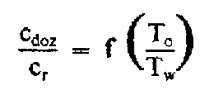 c_doz / c_r = f ( T_o / T_w )